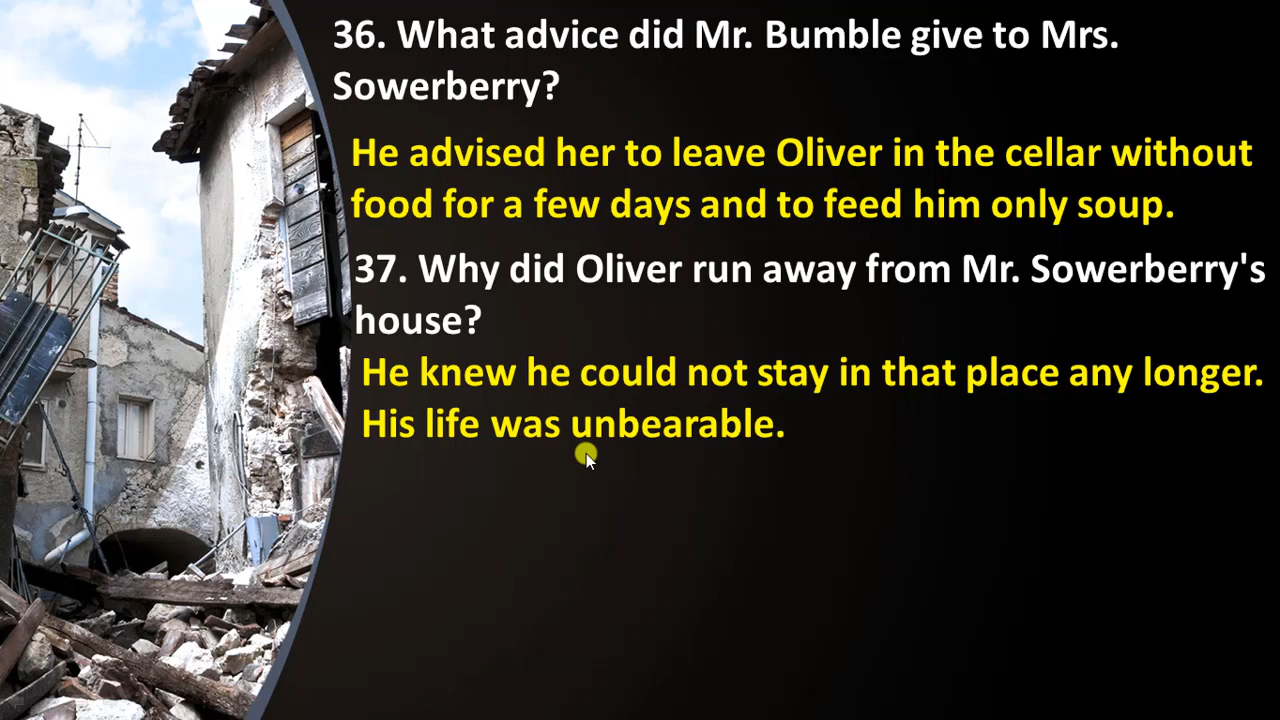 36. What advice did Mr. Bumble give to Mrs.
Sowerberry?
He advised her to leave Oliver in the cellar without
food for a few days and to feed him only soup.
37. Why did Oliver run away from Mr. Sowerberry's
house?
He knew he could not stay in that place any longer.
His life was unbearable.